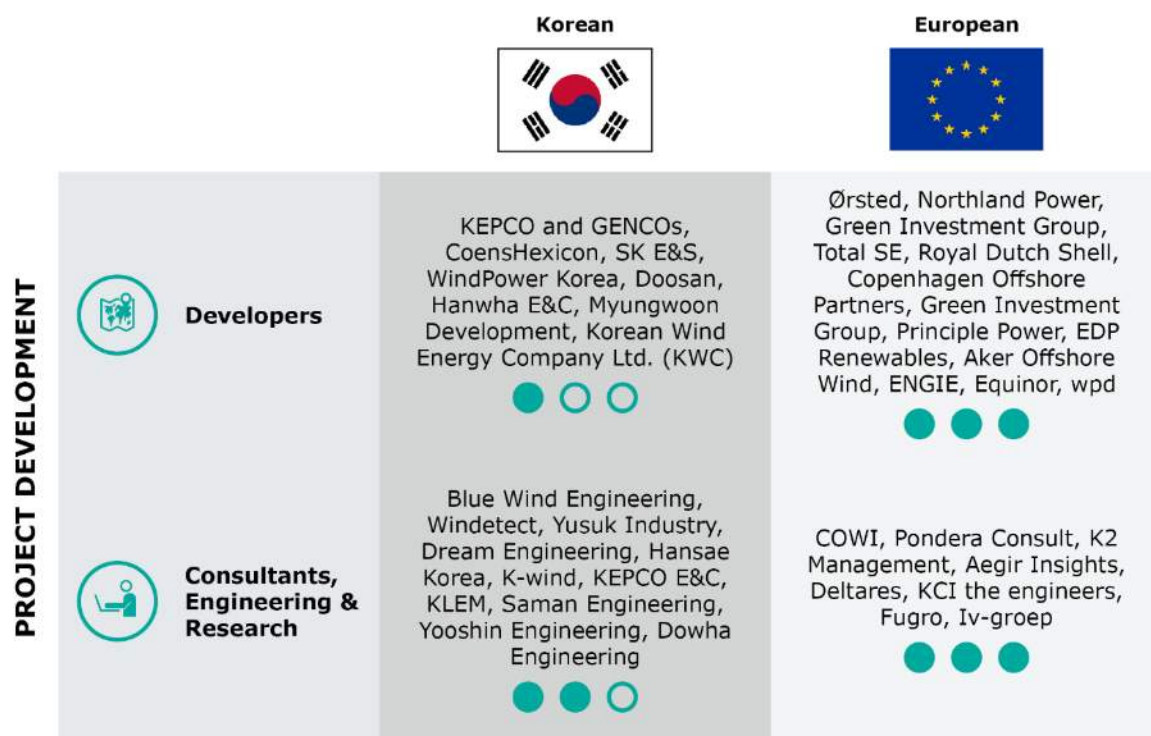 Korean
European
PROJECT DEVELOPMENT
Developers
KEPCO and GENCOs,
CoensHexicon, SK E&S,
WindPower Korea, Doosan,
Hanwha E&C, Myungwoon
Development, Korean Wind
Energy Company Ltd. (KWC)
Ørsted, Northland Power,
Green Investment Group,
Total SE, Royal Dutch Shell,
Copenhagen Offshore
Partners, Green Investment
Group, Principle Power, EDP
Renewables, Aker Offshore
Wind, ENGIE, Equinor, wpd
Consultants,
Engineering &
Research
Blue Wind Engineering,
Windetect, Yusuk Industry,
Dream Engineering, Hansae
Korea, K-wind, KEPCO E&C,
KLEM, Saman Engineering,
Yooshin Engineering, Dowha
Engineering
COWI, Pondera Consult, K2
Management, Aegir Insights,
Deltares, KCI the engineers,
Fugro, Iv-groep